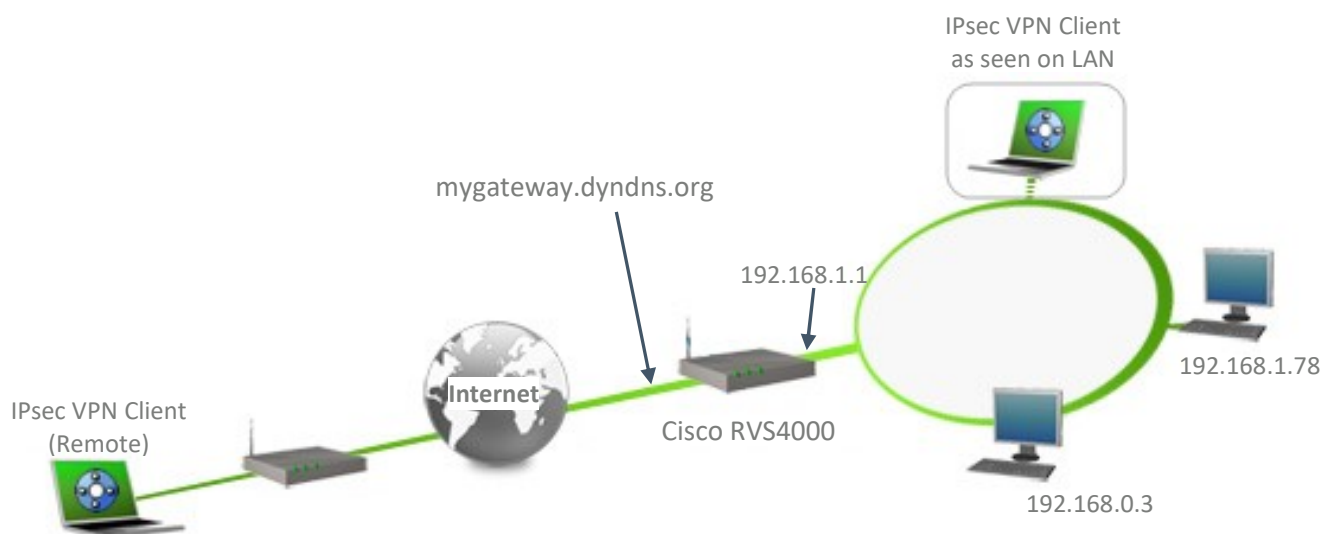 IPsec VPN Client
as seen on LAN
mygateway.dyndns.org
192.168.1.1
192.168.1.78
Internet
IPsec VPN Client
(Remote)
Cisco RVS4000
192.168.0.3